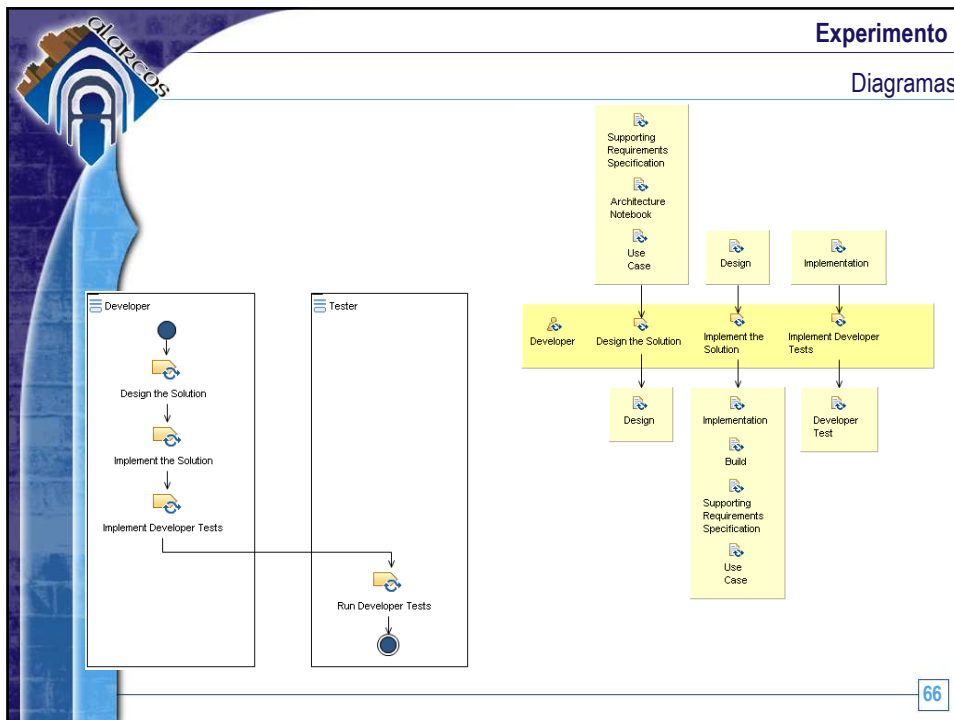 alarcos
Experimento
Diagramas
Developer
Design the Solution
Implement the Solution
Implement Developer Tests
Tester
Run Developer Tests
Supporting
Requirements
Specification
Architecture
Notebook
Use
Case
Design
Implementation
Developer
Design the Solution
Implement the
Solution
Implement Developer
Tests
Design
Implementation
Build
Supporting
Requirements
Specification
Use
Case
Developer
Test
66